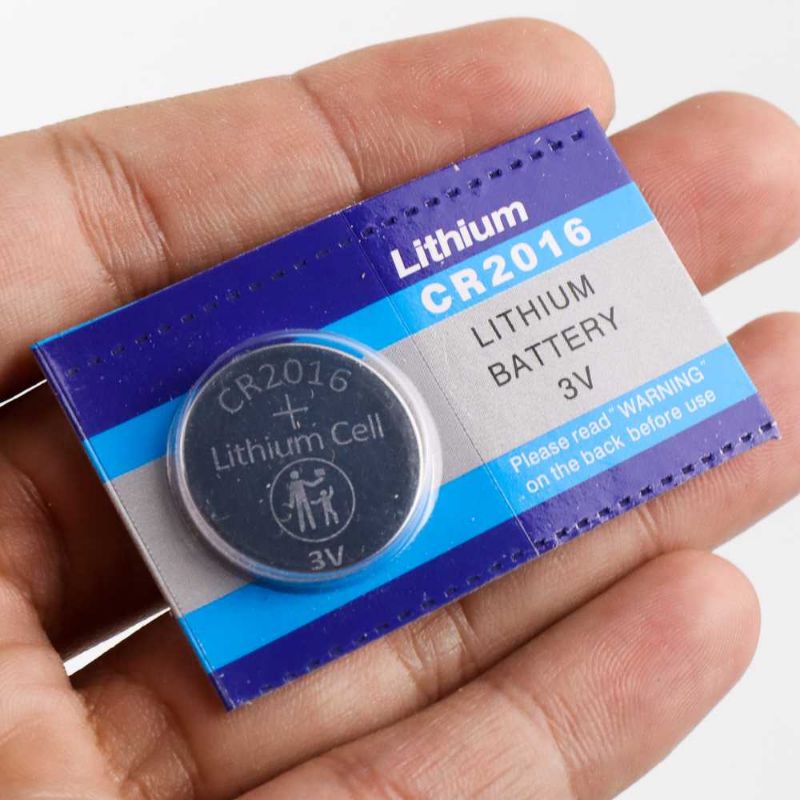 Lithium
CR2016
LITHIUM
BATTERY
3V
Please read "WARNING"
on the back before use
CR2016
+
Lithium Cell
3V